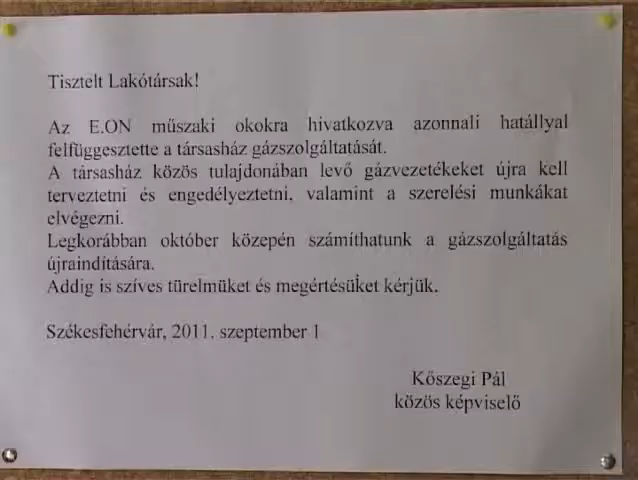 Tisztelt Lakótársak!
Az E.ON műszaki okokra hivatkozva azonnali hatállyal
felfüggesztette a társasház gázszolgáltatását.
A társasház közös tulajdonában levő gázvezetékeket újra kell
terveztetni és engedélyeztetni, valamint a szerelési munkákat
elvégezni.
Legkorábban október közepén számíthatunk a gázszolgáltatás
újraindítására.
Addig is szíves türelmüket és megértésüket kérjük.
Székesfehérvár, 2011. szeptember 1
Kőszegi Pál
közös képviselő